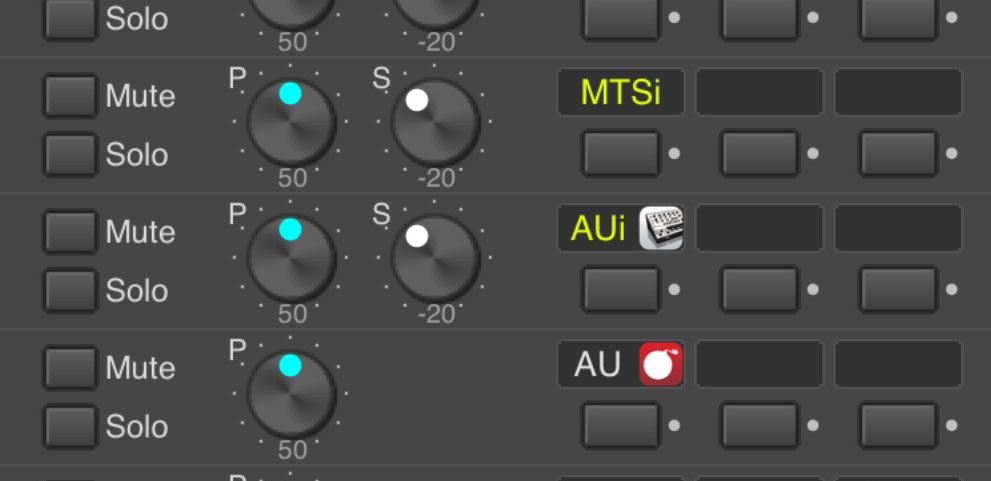 Solo
50 -20
P S
Mute MTSi
Solo
50 -20
P S
Mute AUi
Solo
50 -20
P
Mute AU
Solo
50